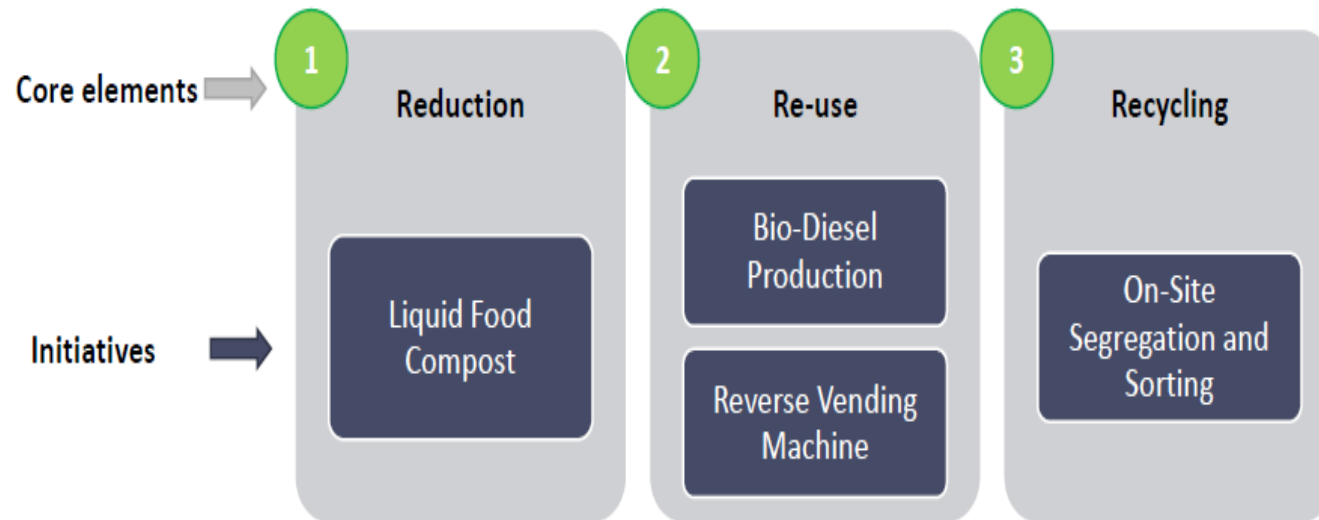 Core elements
1
Reduction
Liquid Food
Compost
2
Re-use
Bio-Diesel
Production
Reverse Vending
Machine
3
Recycling
On-Site
Segregation and
Sorting
Initiatives